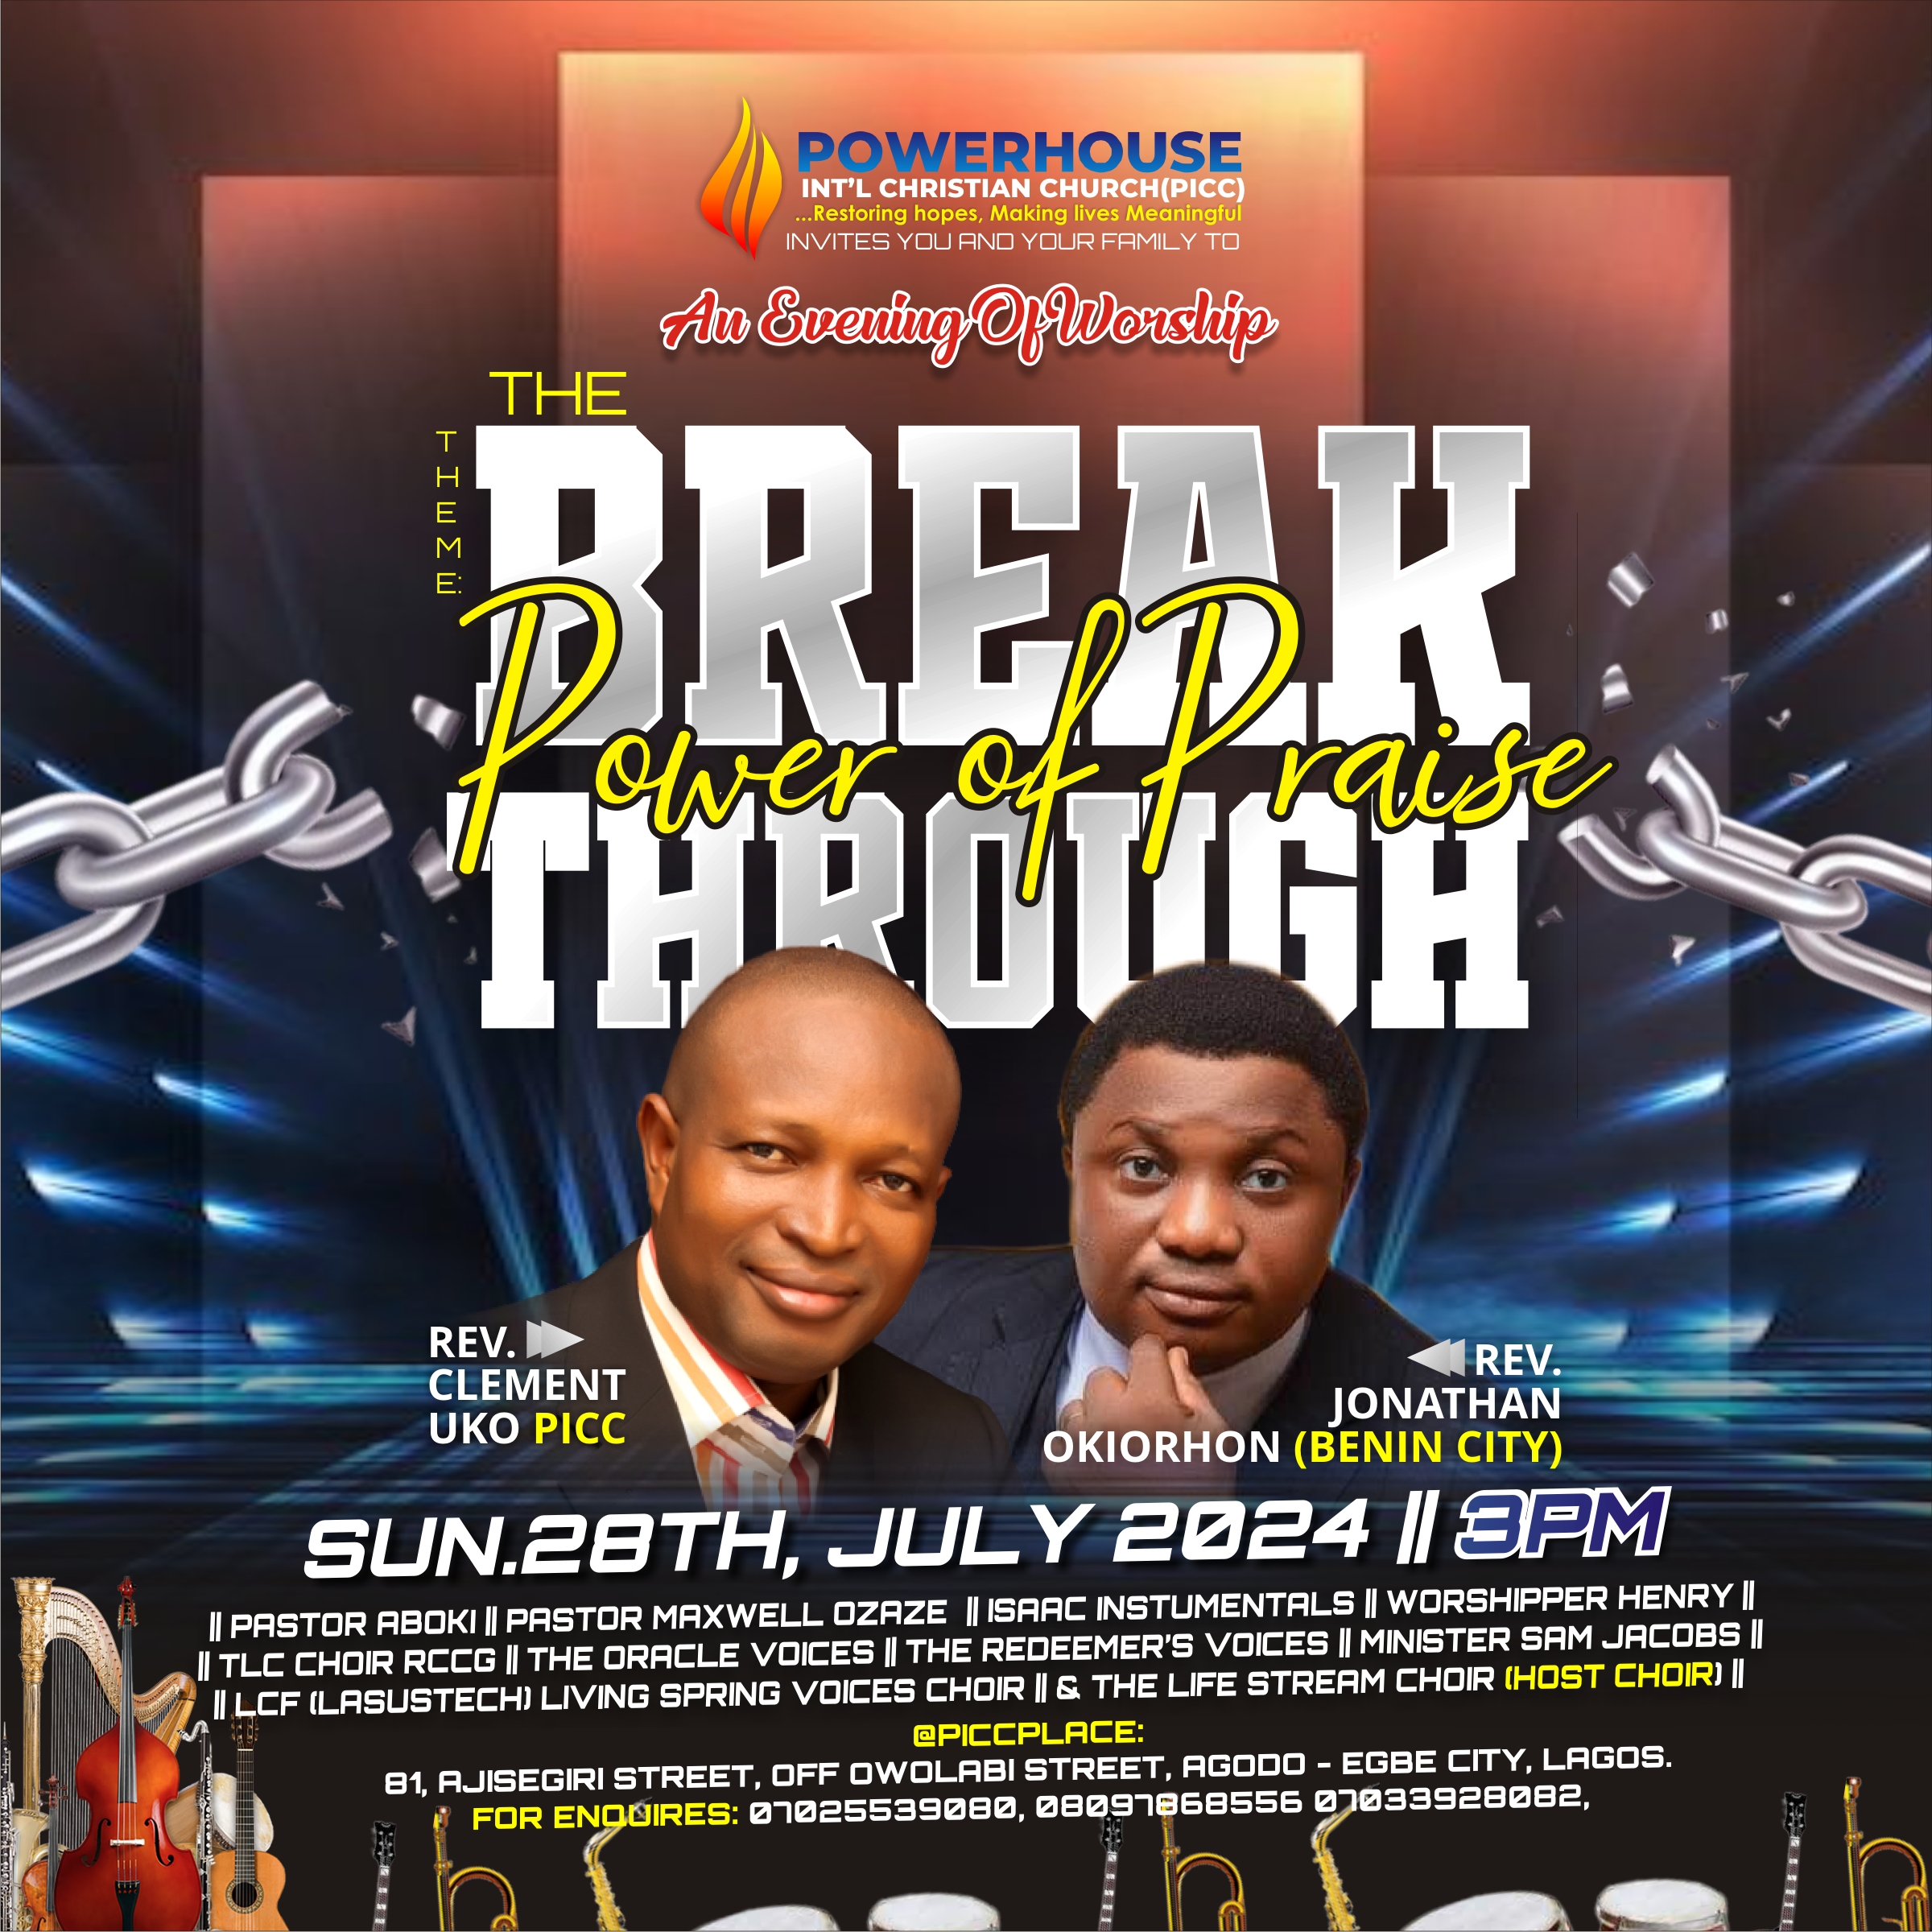 POWERHOUSE
INT'L CHRISTIAN CHURCH(PICC)
...Restoring hopes, Making lives Meaningful
INVITES YOU AND YOUR FAMILY TO
An Evening Of Worship
THEME:
THE
BREAK
Power of Praise
THROUGH
REV.
CLEMENT
UKO PICC
REV.
JONATHAN
OKIORHON (BENIN CITY)
SUN.28TH, JULY 2024 || 3PM
|| PASTOR ABOKI || PASTOR MAXWELL OZAZE || ISAAC INSTUMENTALS || WORSHIPPER HENRY ||
|| TLC CHOIR RCCG || THE ORACLE VOICES || THE REDEEMER'S VOICES || MINISTER SAM JACOBS ||
|| LCF (LASUSTECH) LIVING SPRING VOICES CHOIR || & THE LIFE STREAM CHOIR (HOST CHOIR) ||
@PICCPLACE:
81, AJISEGIRI STREET, OFF OWOLABI STREET, AGODO - EGBE CITY, LAGOS.
FOR ENQUIRES: 07025539080, 08097868556 07033928082,